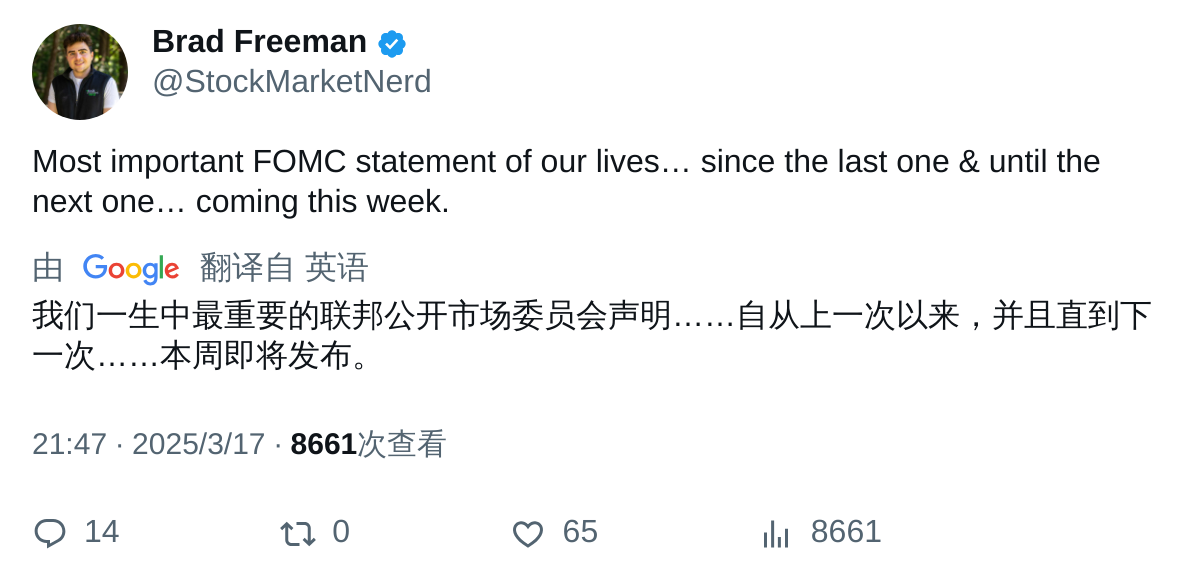 Brad Freeman
@StockMarketNerd
Most important FOMC statement of our lives… since the last one & until the
next one… coming this week.
由 Google 翻译自 英语
我们一生中最重要的联邦公开市场委员会声明……自从上一次以来，并且直到下
一次……本周即将发布。
21:47 · 2025/3/17 · 8661次查看
14 0 65 8661